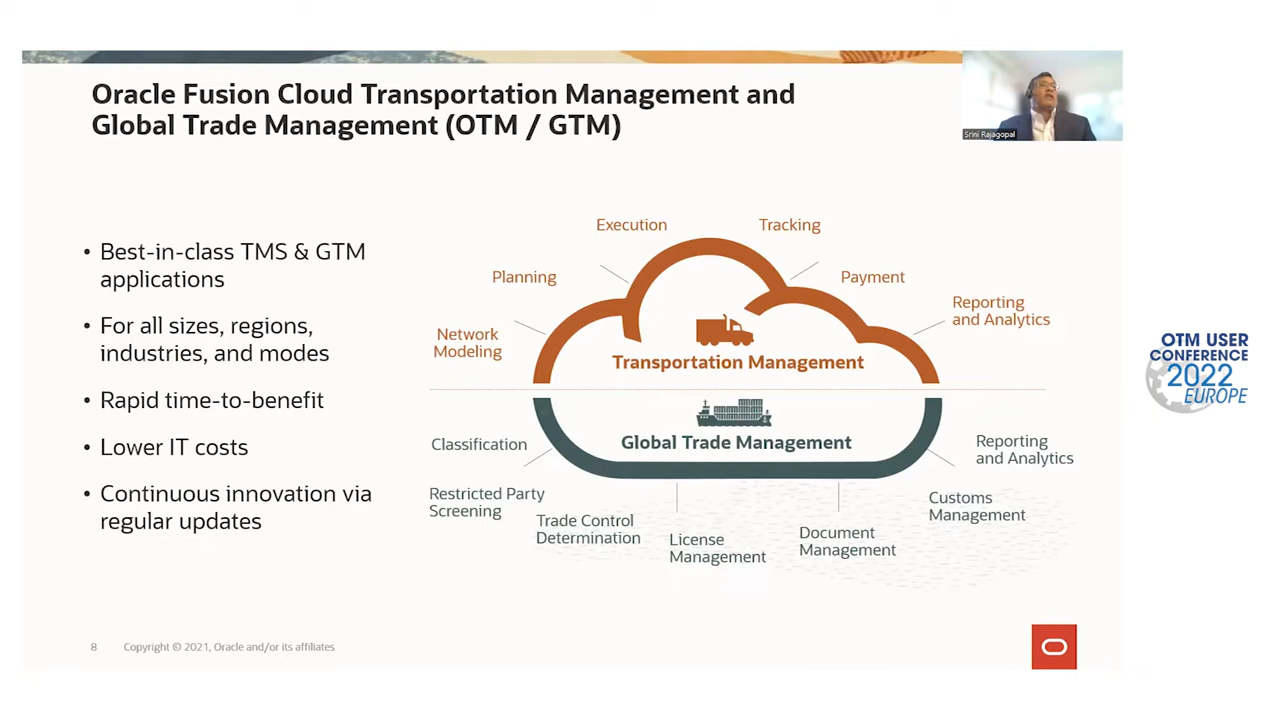 Oracle Fusion Cloud Transportation Management and
Global Trade Management (OTM / GTM)
Srini Rajagopal
• Best-in-class TMS & GTM
applications
• For all sizes, regions,
industries, and modes
• Rapid time-to-benefit
• Lower IT costs
• Continuous innovation via
regular updates
Execution
Tracking
Planning
Payment
Network
Modeling
Reporting
and Analytics
Transportation Management
Global Trade Management
Classification
Reporting
and Analytics
Restricted Party
Screening
Trade Control
Determination
License
Management
Document
Management
Customs
Management
OTM USER
CONFERENCE
2022
EUROPE
8 Copyright © 2021, Oracle and/or its affiliates